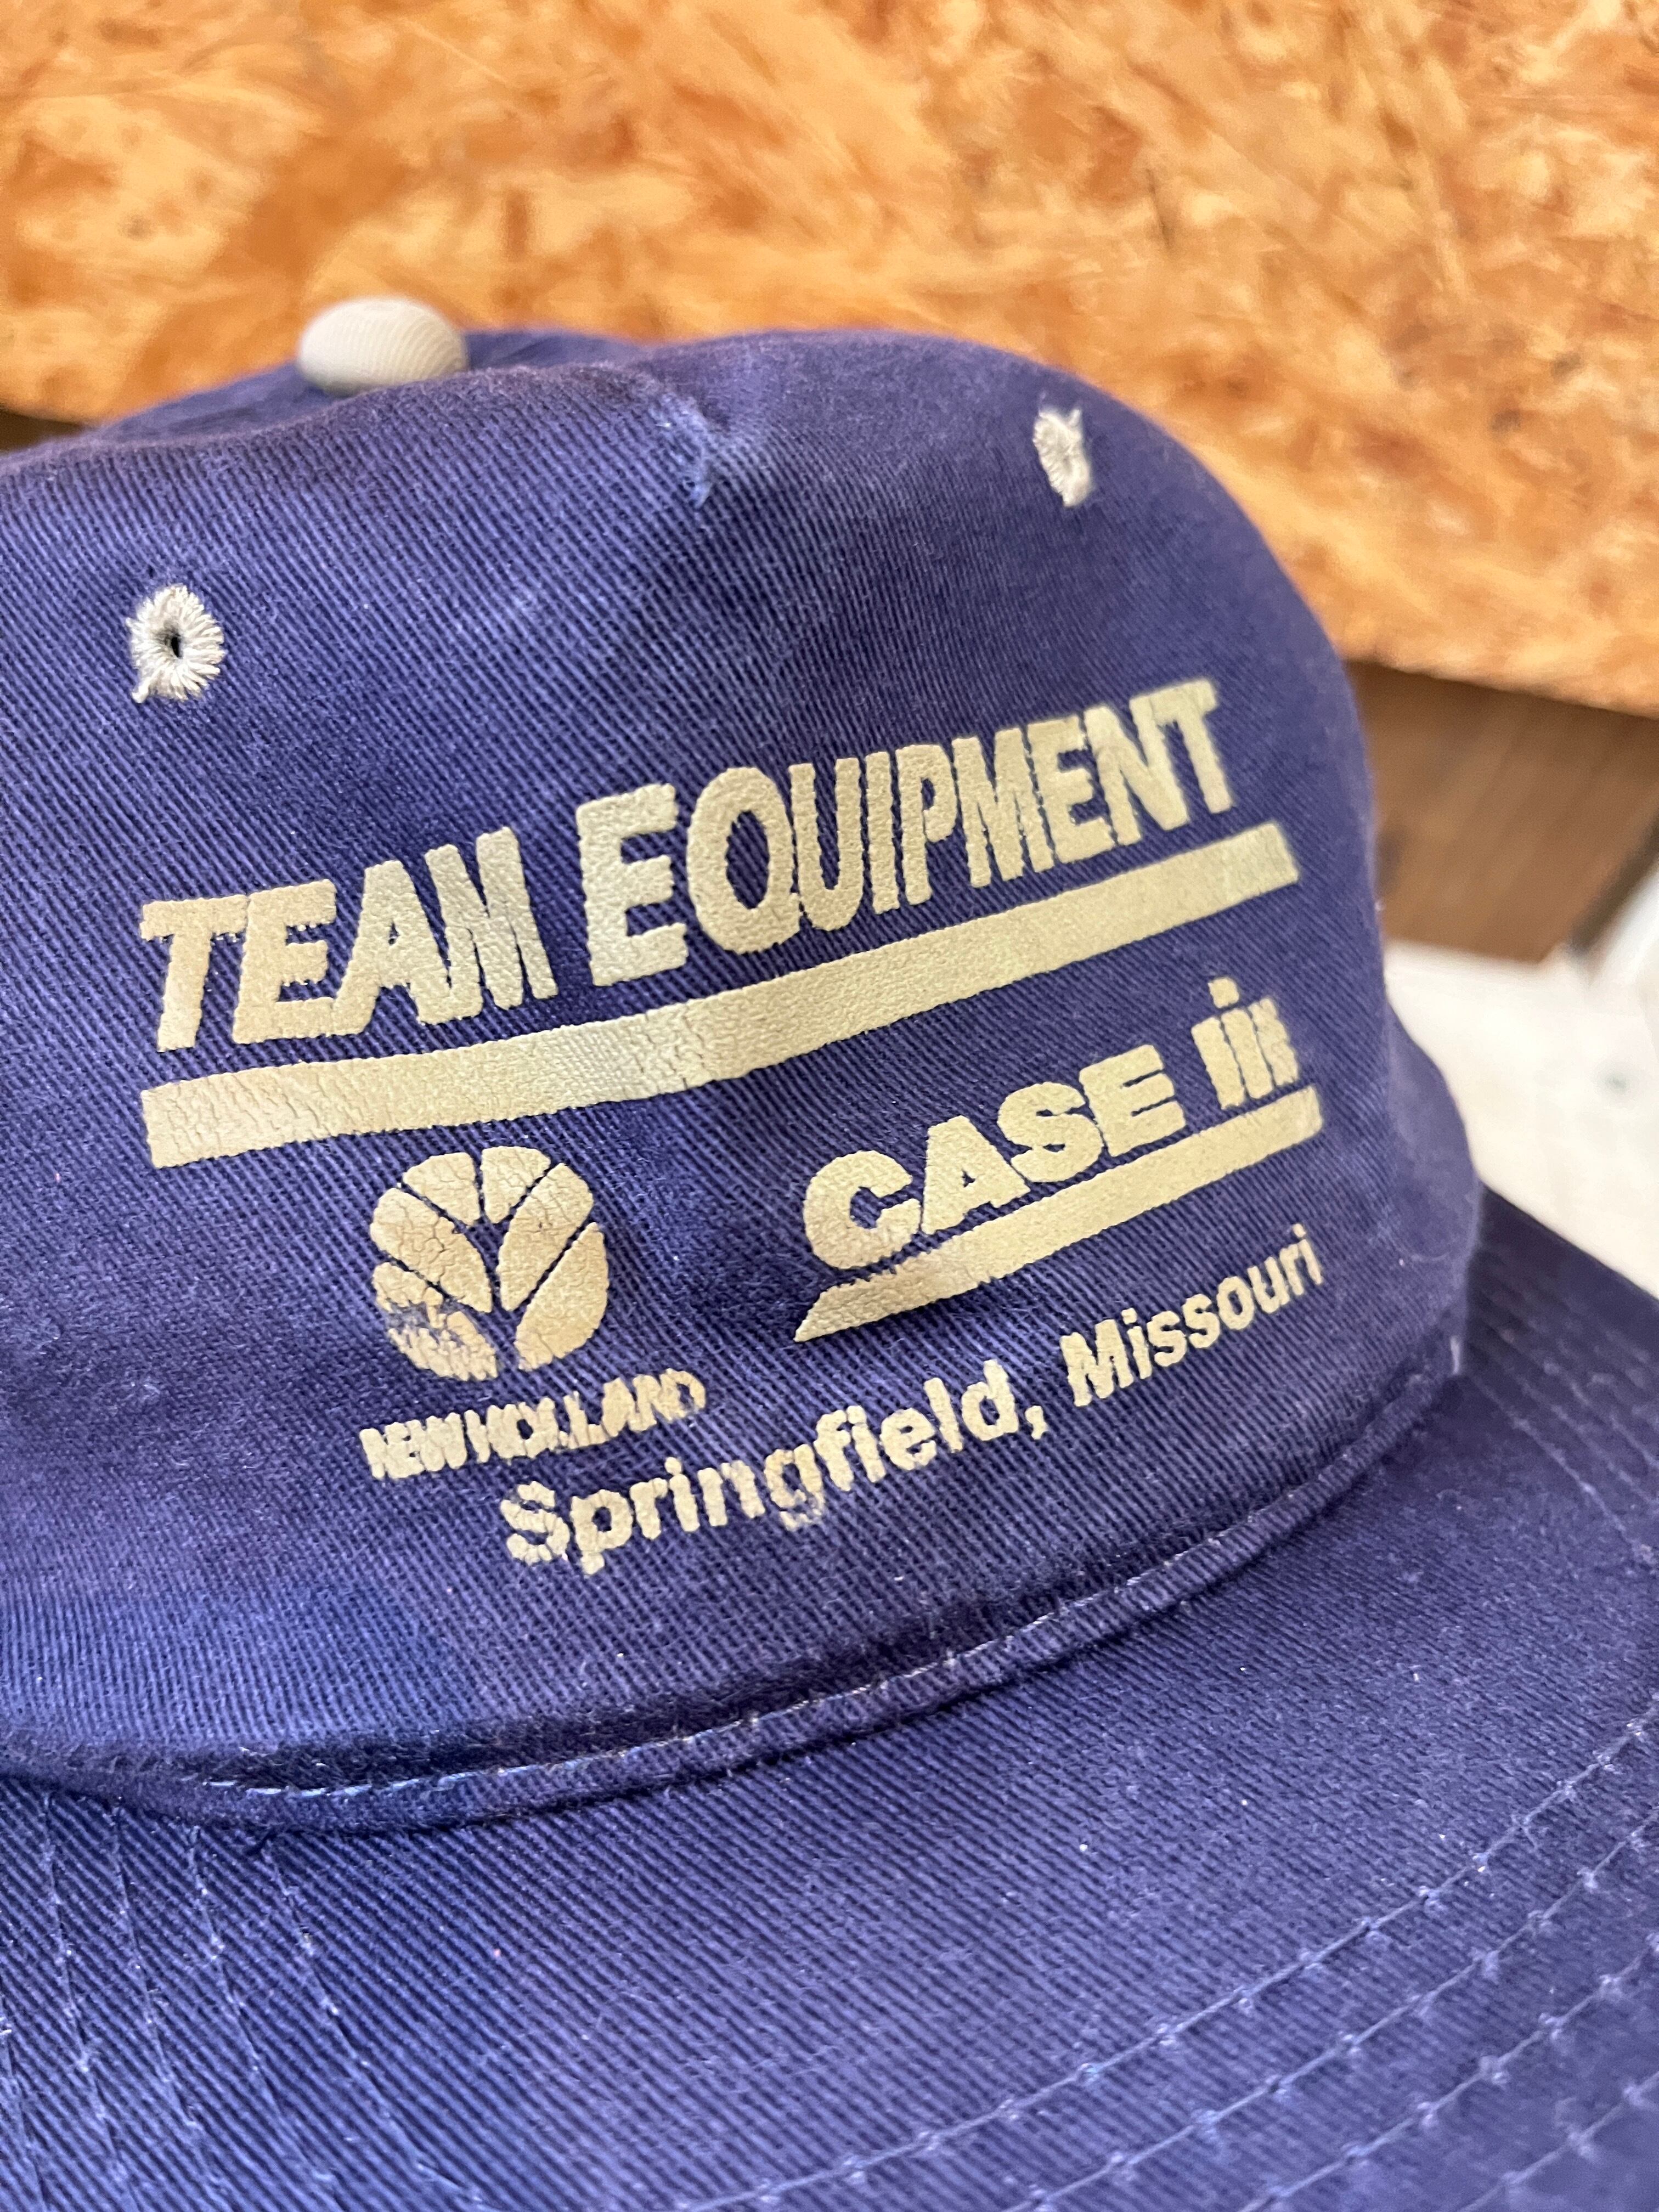 TEAM EQUIPMENT
CASE IH
NEW HOLLAND
Springfield, Missouri